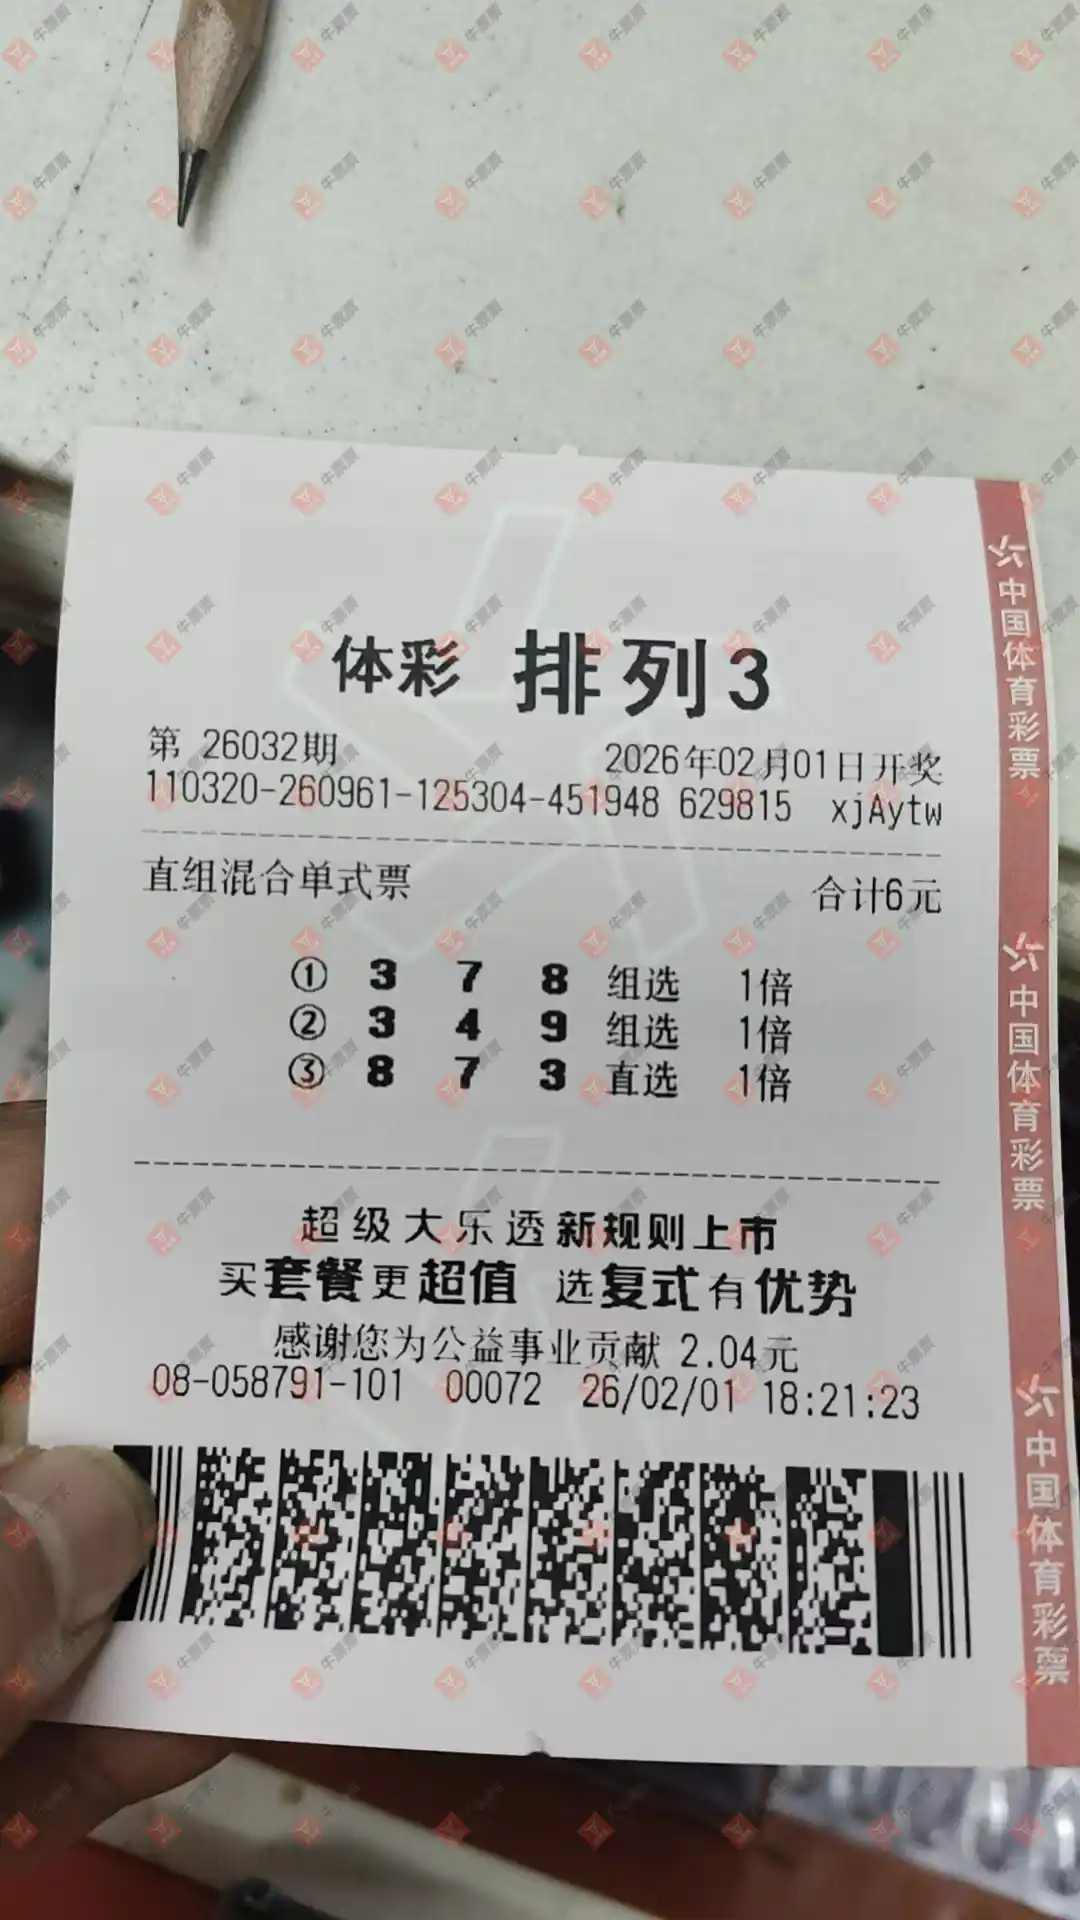 体彩 排列3
第 26032期 2026年02月01日开奖
110320-260961-125304-451948 629815 xjAytw
直组混合单式票 合计6元
① 3 7 8 组选 1倍
② 3 4 9 组选 1倍
③ 8 7 3 直选 1倍
超级大乐透新规则上市
买套餐更超值 选复式有优势
感谢您为公益事业贡献 2.04元
08-058791-101 00072 26/02/01 18:21:23
中国体育彩票
中国体育彩票
中国体育彩票
牛票票